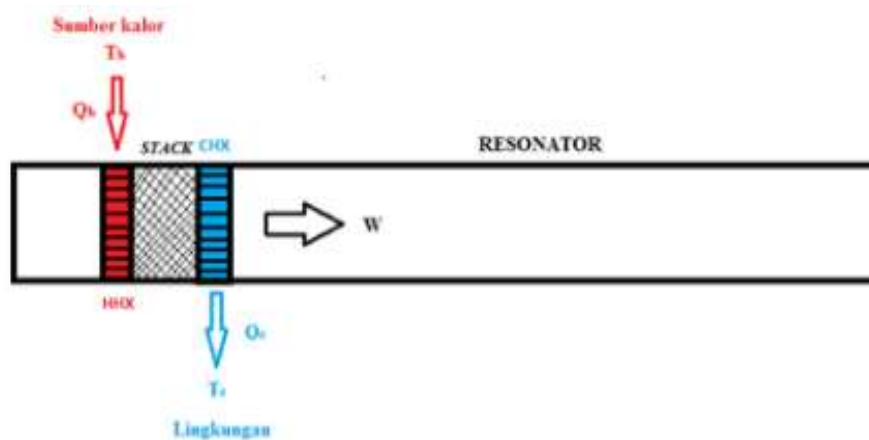 Sumber kalor
Th
Qh
STACK CHX
RESONATOR
W
HHX
Qc
Tc
Lingkungan